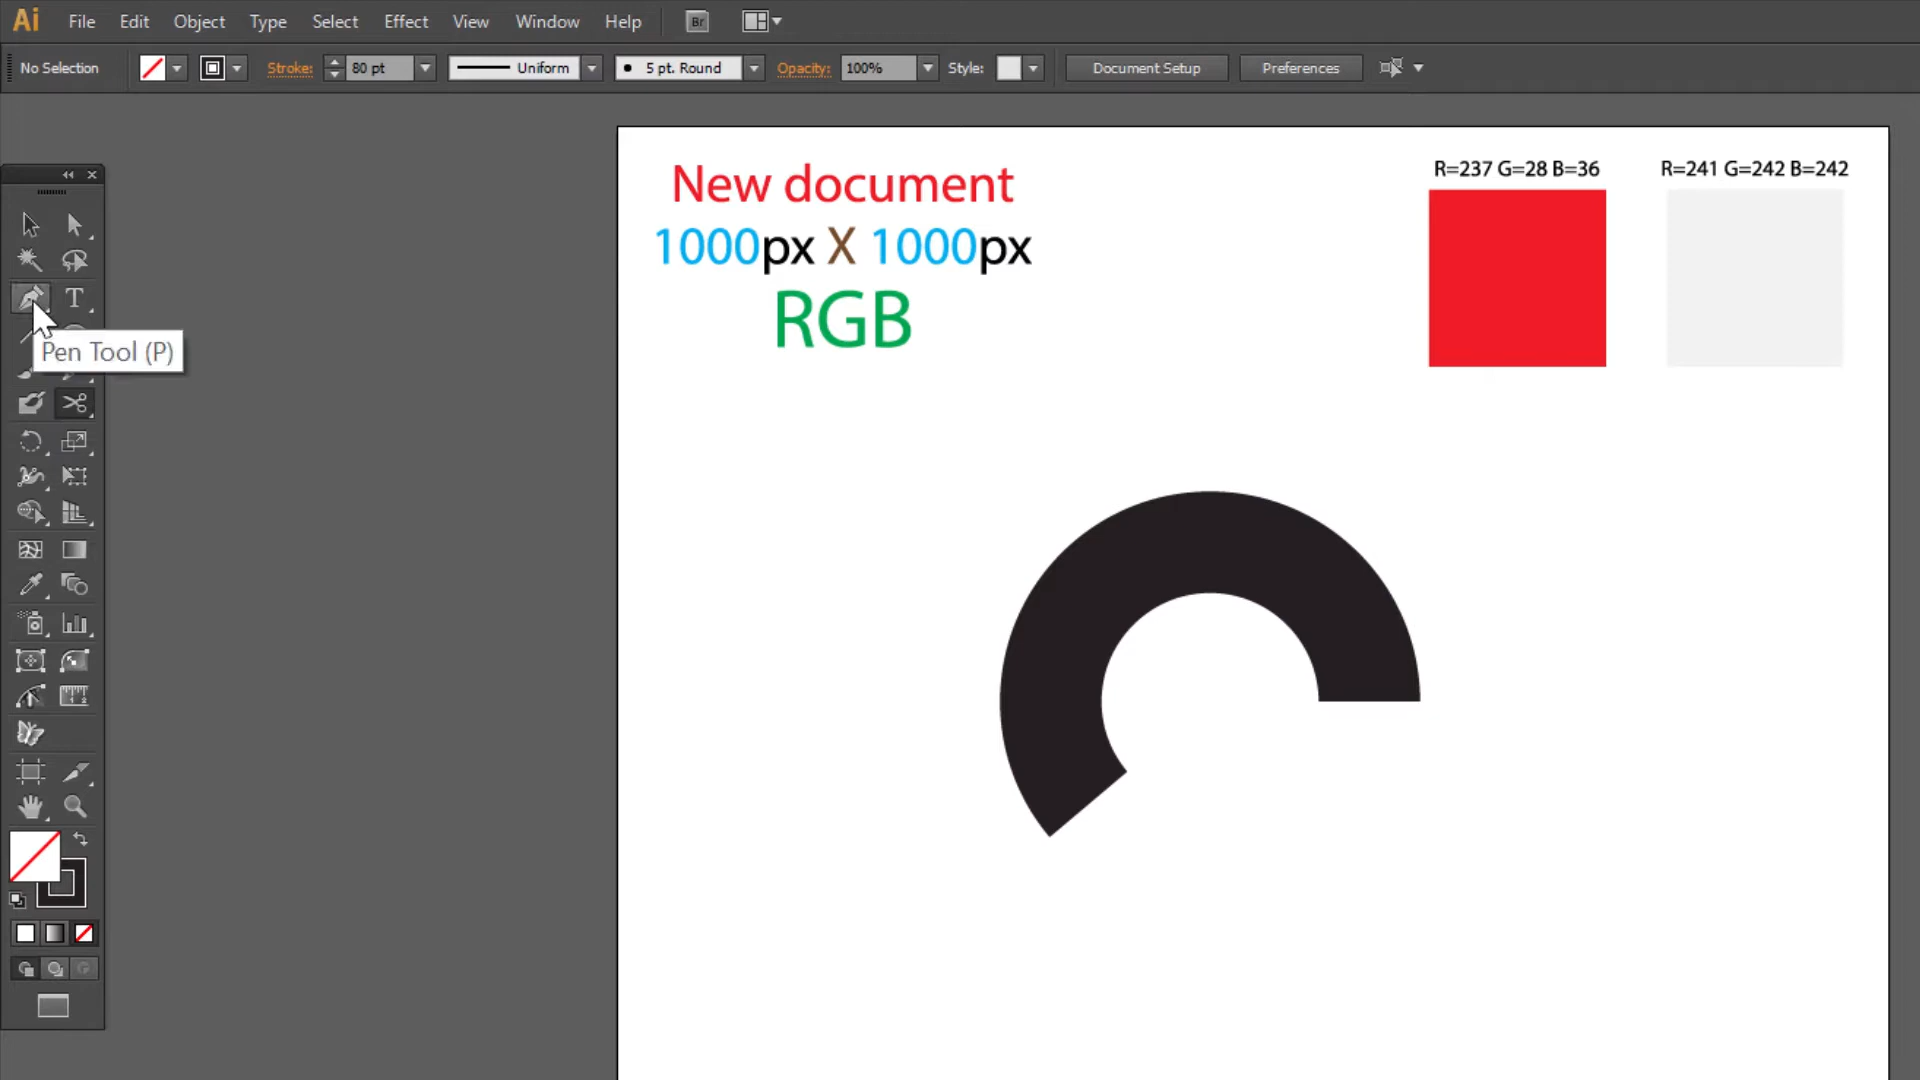 Ai File Edit Object Type Select Effect View Window Help Br
No Selection Stroke: 80 pt Uniform 5 pt. Round Opacity: 100% Style: Document Setup Preferences
New document
1000px X 1000px
RGB
R=237 G=28 B=36
R=241 G=242 B=242
T
Pen Tool (P)